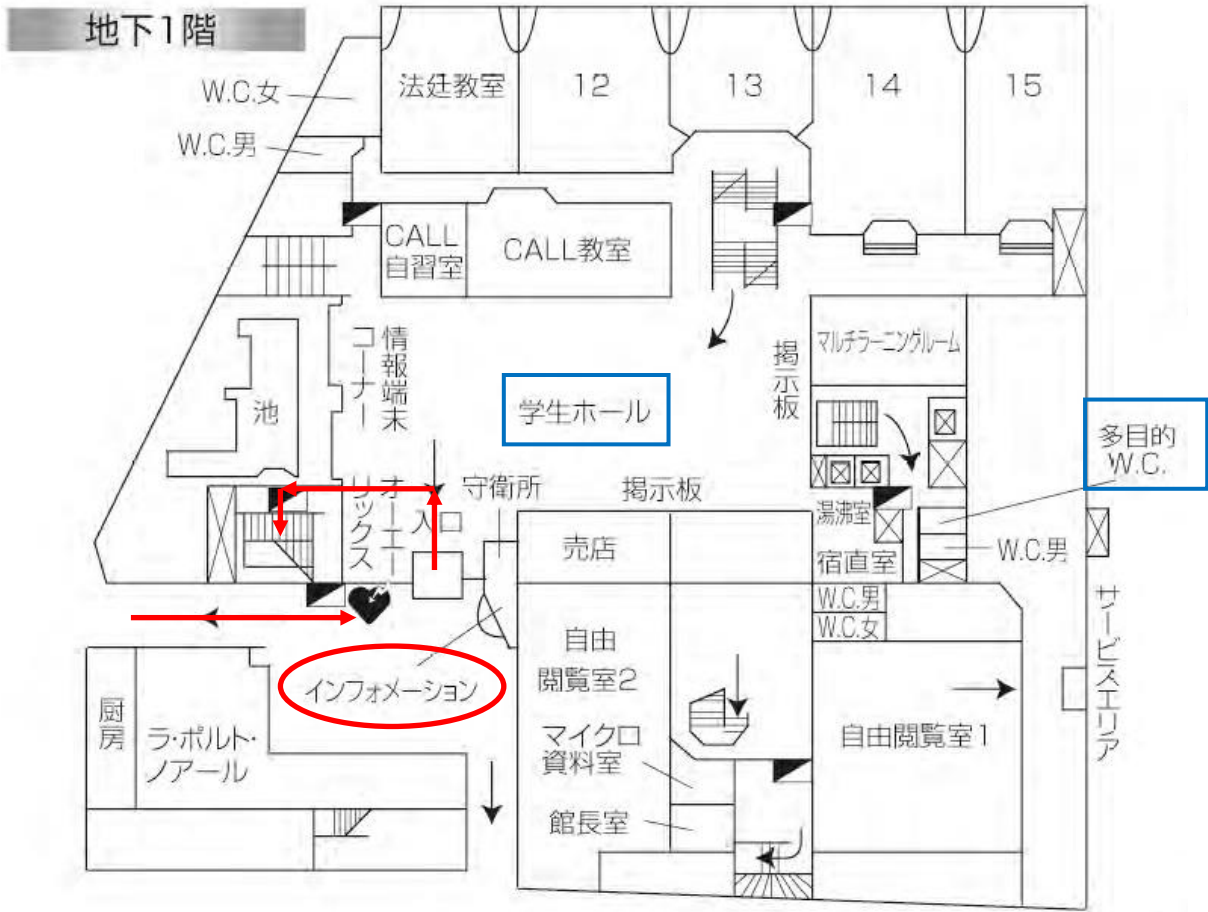 地下1階
W.C.女
W.C.男
法廷教室
12
13
14
15
CALL
自習室
CALL教室
情報端末
コーナー
池
掲示板
マルチラーニングルーム
学生ホール
多目的
W.C.
オーエー
リックス
入口
守衛所
掲示板
売店
湯沸室
宿直室
W.C.男
W.C.男
W.C.女
サービスエリア
インフォメーション
自由
閲覧室2
マイクロ
資料室
館長室
自由閲覧室1
厨房
ラ・ポルト・
ノアール